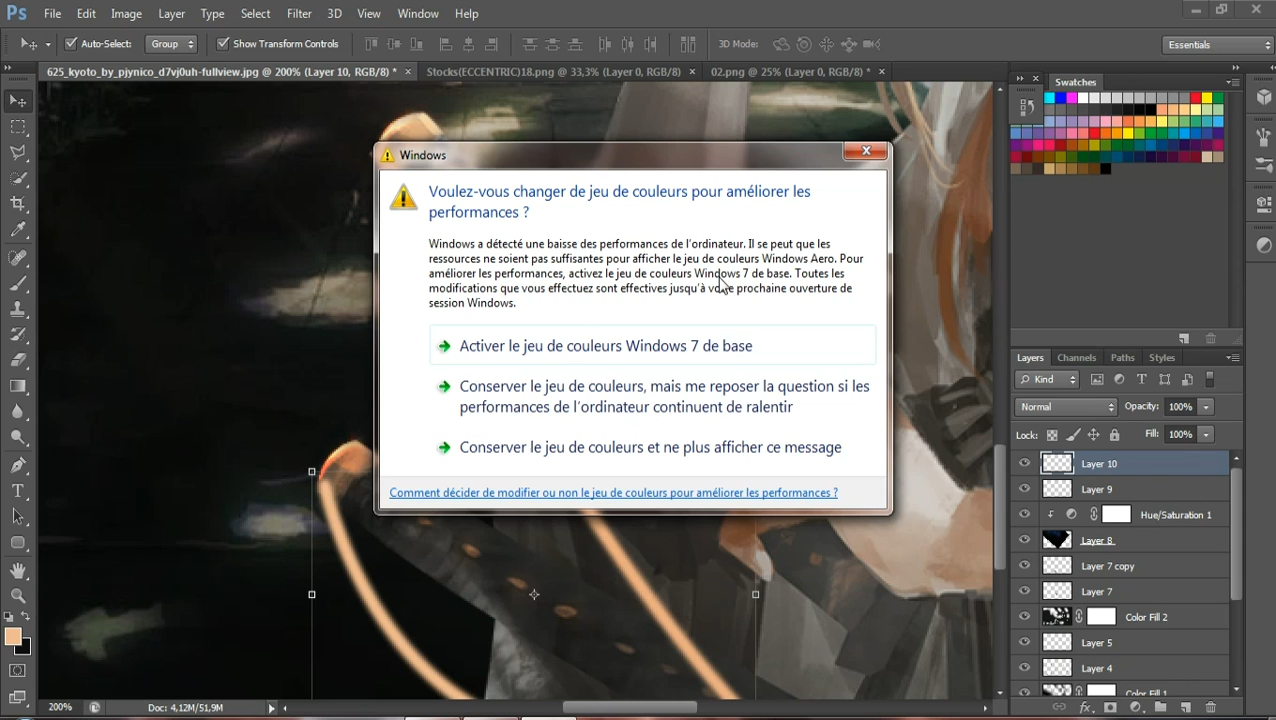 Ps File Edit Image Layer Type Select Filter 3D View Window Help
Auto-Select: Group Show Transform Controls 3D Mode: Essentials
625_kyoto_by_pjynico_d7vj0uh-fullview.jpg @ 200% (Layer 10, RGB/8) * × Stocks(ECCENTRIC)18.png @ 33,3% (Layer 0, RGB/8) × 02.png @ 25% (Layer 0, RGB/8) * ×
Swatches
Windows
Voulez-vous changer de jeu de couleurs pour améliorer les
performances ?
Windows a détecté une baisse des performances de l'ordinateur. Il se peut que les
ressources ne soient pas suffisantes pour afficher le jeu de couleurs Windows Aero. Pour
améliorer les performances, activez le jeu de couleurs Windows 7 de base. Toutes les
modifications que vous effectuez sont effectives jusqu'à votre prochaine ouverture de
session Windows.
Activer le jeu de couleurs Windows 7 de base
Conserver le jeu de couleurs, mais me reposer la question si les
performances de l'ordinateur continuent de ralentir
Conserver le jeu de couleurs et ne plus afficher ce message
Comment décider de modifier ou non le jeu de couleurs pour améliorer les performances ?
Layers Channels Paths Styles
Kind
Normal Opacity: 100%
Lock: Fill: 100%
Layer 10
Layer 9
Hue/Saturation 1
Layer 8
Layer 7 copy
Layer 7
Color Fill 2
Layer 5
Layer 4
Color Fill 1
200% Doc: 4,12M/51,9M